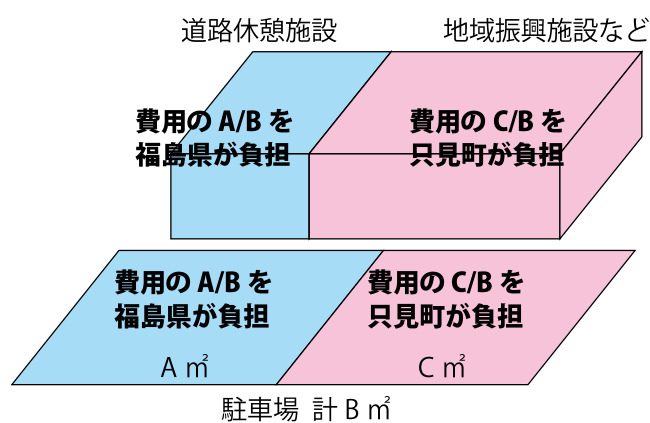 道路休憩施設
地域振興施設など
費用の A/B を
福島県が負担
費用の C/B を
只見町が負担
費用の A/B を
福島県が負担
費用の C/B を
只見町が負担
A ㎡
C ㎡
駐車場 計 B ㎡